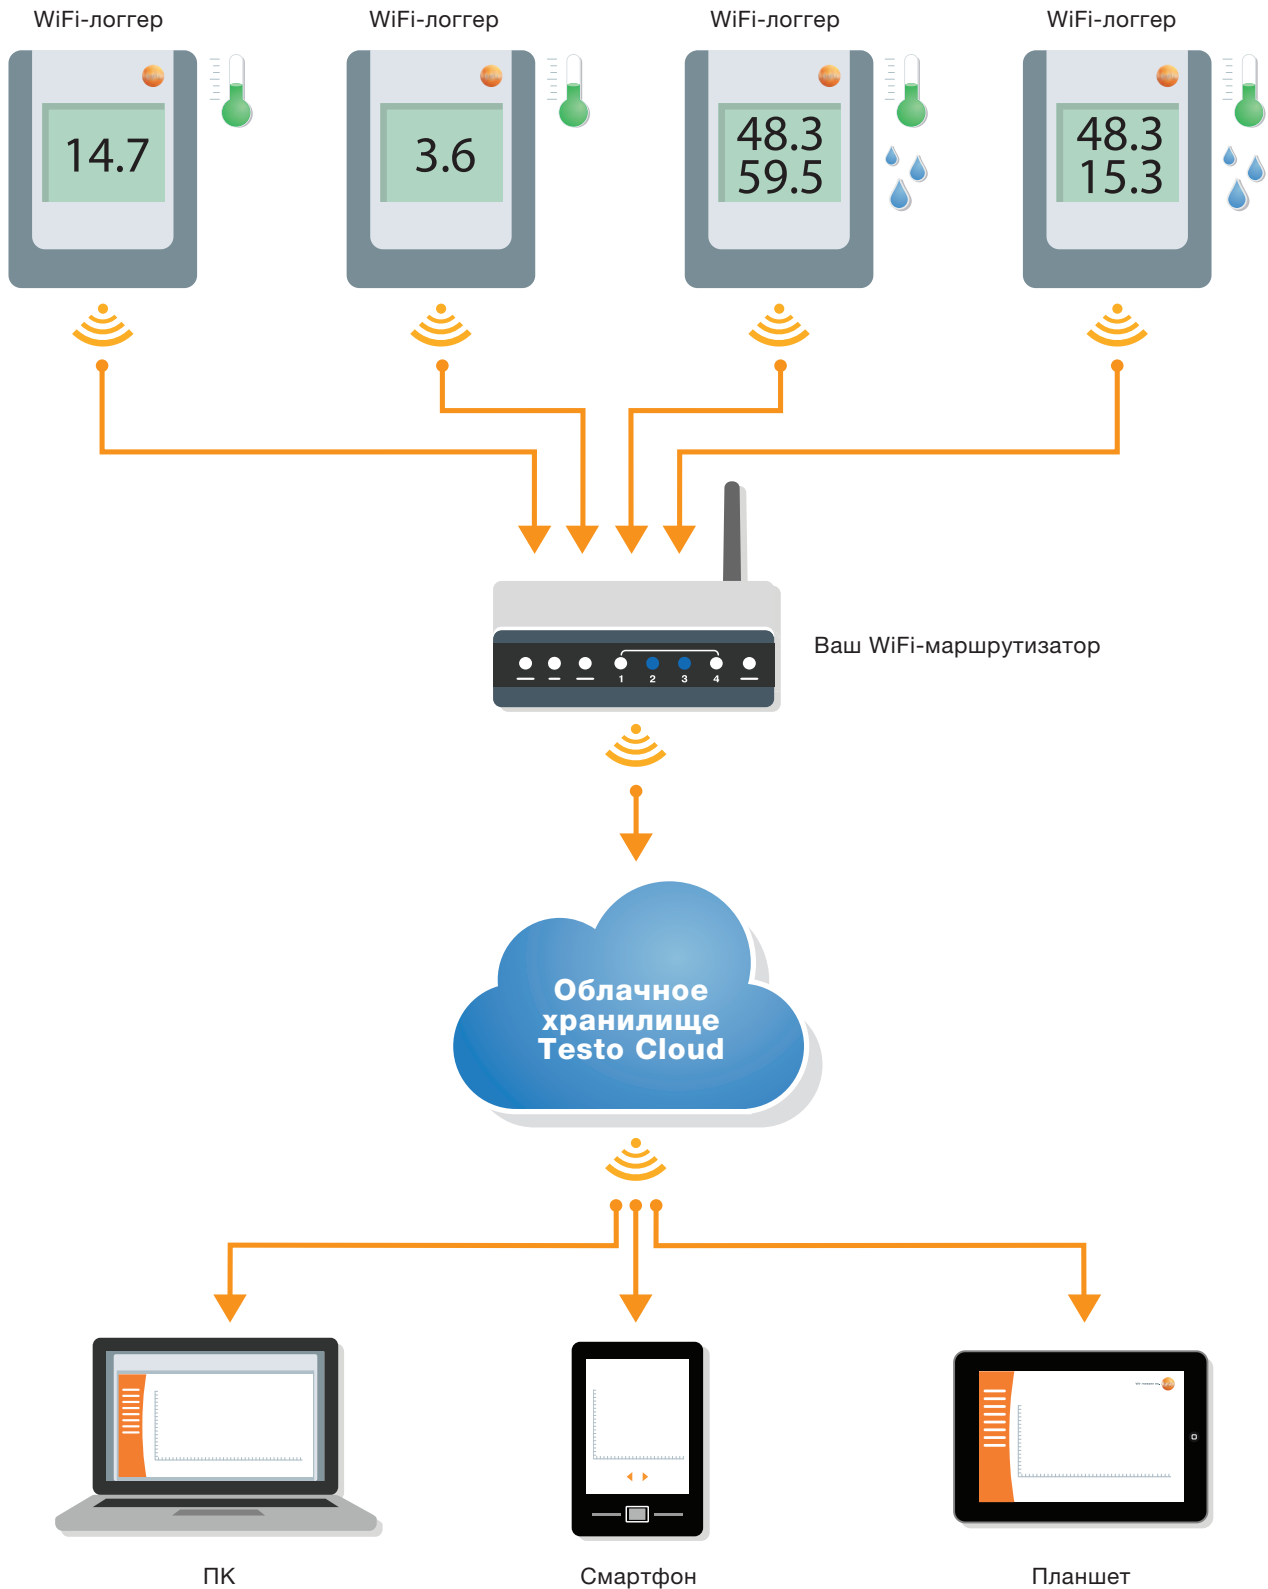 WiFi-логгер WiFi-логгер WiFi-логгер WiFi-логгер
14.7
3.6
48.3
59.5
48.3
15.3
Ваш WiFi-маршрутизатор
1 2 3 4
Облачное
хранилище
Testo Cloud
ПК Смартфон Планшет